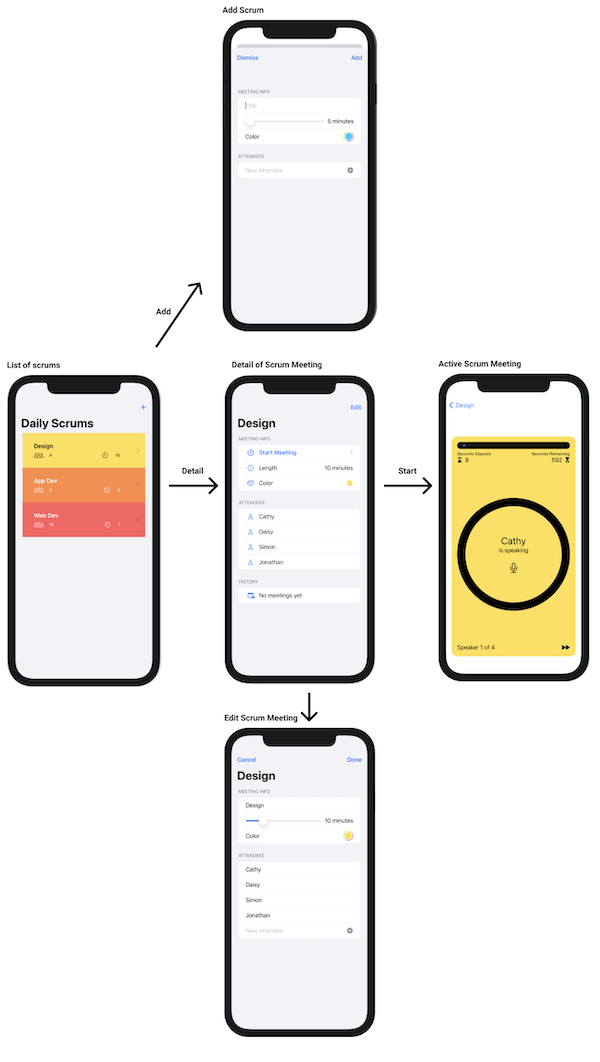 Add Scrum
Dismiss Add
MEETING INFO
Title
5 minutes
Color
ATTENDEES
New Attendee
Add
List of scrums
+
Daily Scrums
Design
4 10
App Dev
5 5
Web Dev
10 1
Detail
Detail of Scrum Meeting
Edit
Design
MEETING INFO
Start Meeting
Length 10 minutes
Color
ATTENDEES
Cathy
Daisy
Simon
Jonathan
HISTORY
No meetings yet
Start
Active Scrum Meeting
Design
Seconds Elapsed Seconds Remaining
8 592
Cathy
is speaking
Speaker 1 of 4
Edit Scrum Meeting
Cancel Done
Design
MEETING INFO
Design
10 minutes
Color
ATTENDEES
Cathy
Daisy
Simon
Jonathan
New Attendee